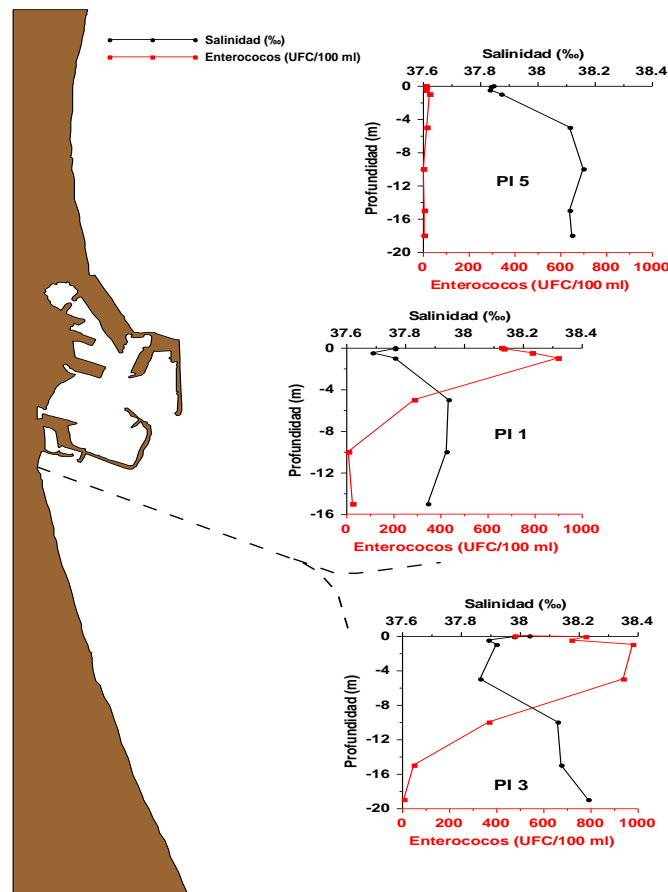 Salinidad (‰)
Enterococos (UFC/100 ml)
Salinidad (‰)
37.6 37.8 38 38.2 38.4
0
-4
-8
-12
-16
-20
Profundidad (m)
PI 5
0 200 400 600 800 1000
Enterococos (UFC/100 ml)
Salinidad (‰)
37.6 37.8 38 38.2 38.4
0
-4
-8
-12
-16
Profundidad (m)
PI 1
0 200 400 600 800 1000
Enterococos (UFC/100 ml)
Salinidad (‰)
37.6 37.8 38 38.2 38.4
0
-4
-8
-12
-16
-20
Profundidad (m)
PI 3
0 200 400 600 800 1000
Enterococos (UFC/100 ml)